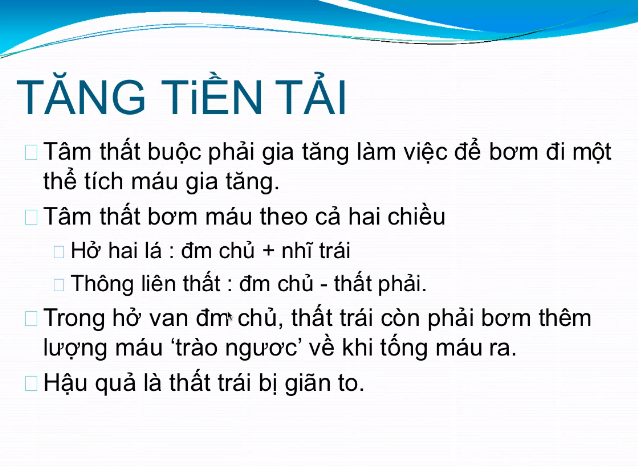 TĂNG TiỀN TẢI
Tâm thất buộc phải gia tăng làm việc để bơm đi một
thể tích máu gia tăng.
Tâm thất bơm máu theo cả hai chiều
Hở hai lá : đm chủ + nhĩ trái
Thông liên thất : đm chủ - thất phải.
Trong hở van đm chủ, thất trái còn phải bơm thêm
lượng máu ‘trào ngươc’ về khi tống máu ra.
Hậu quả là thất trái bị giãn to.